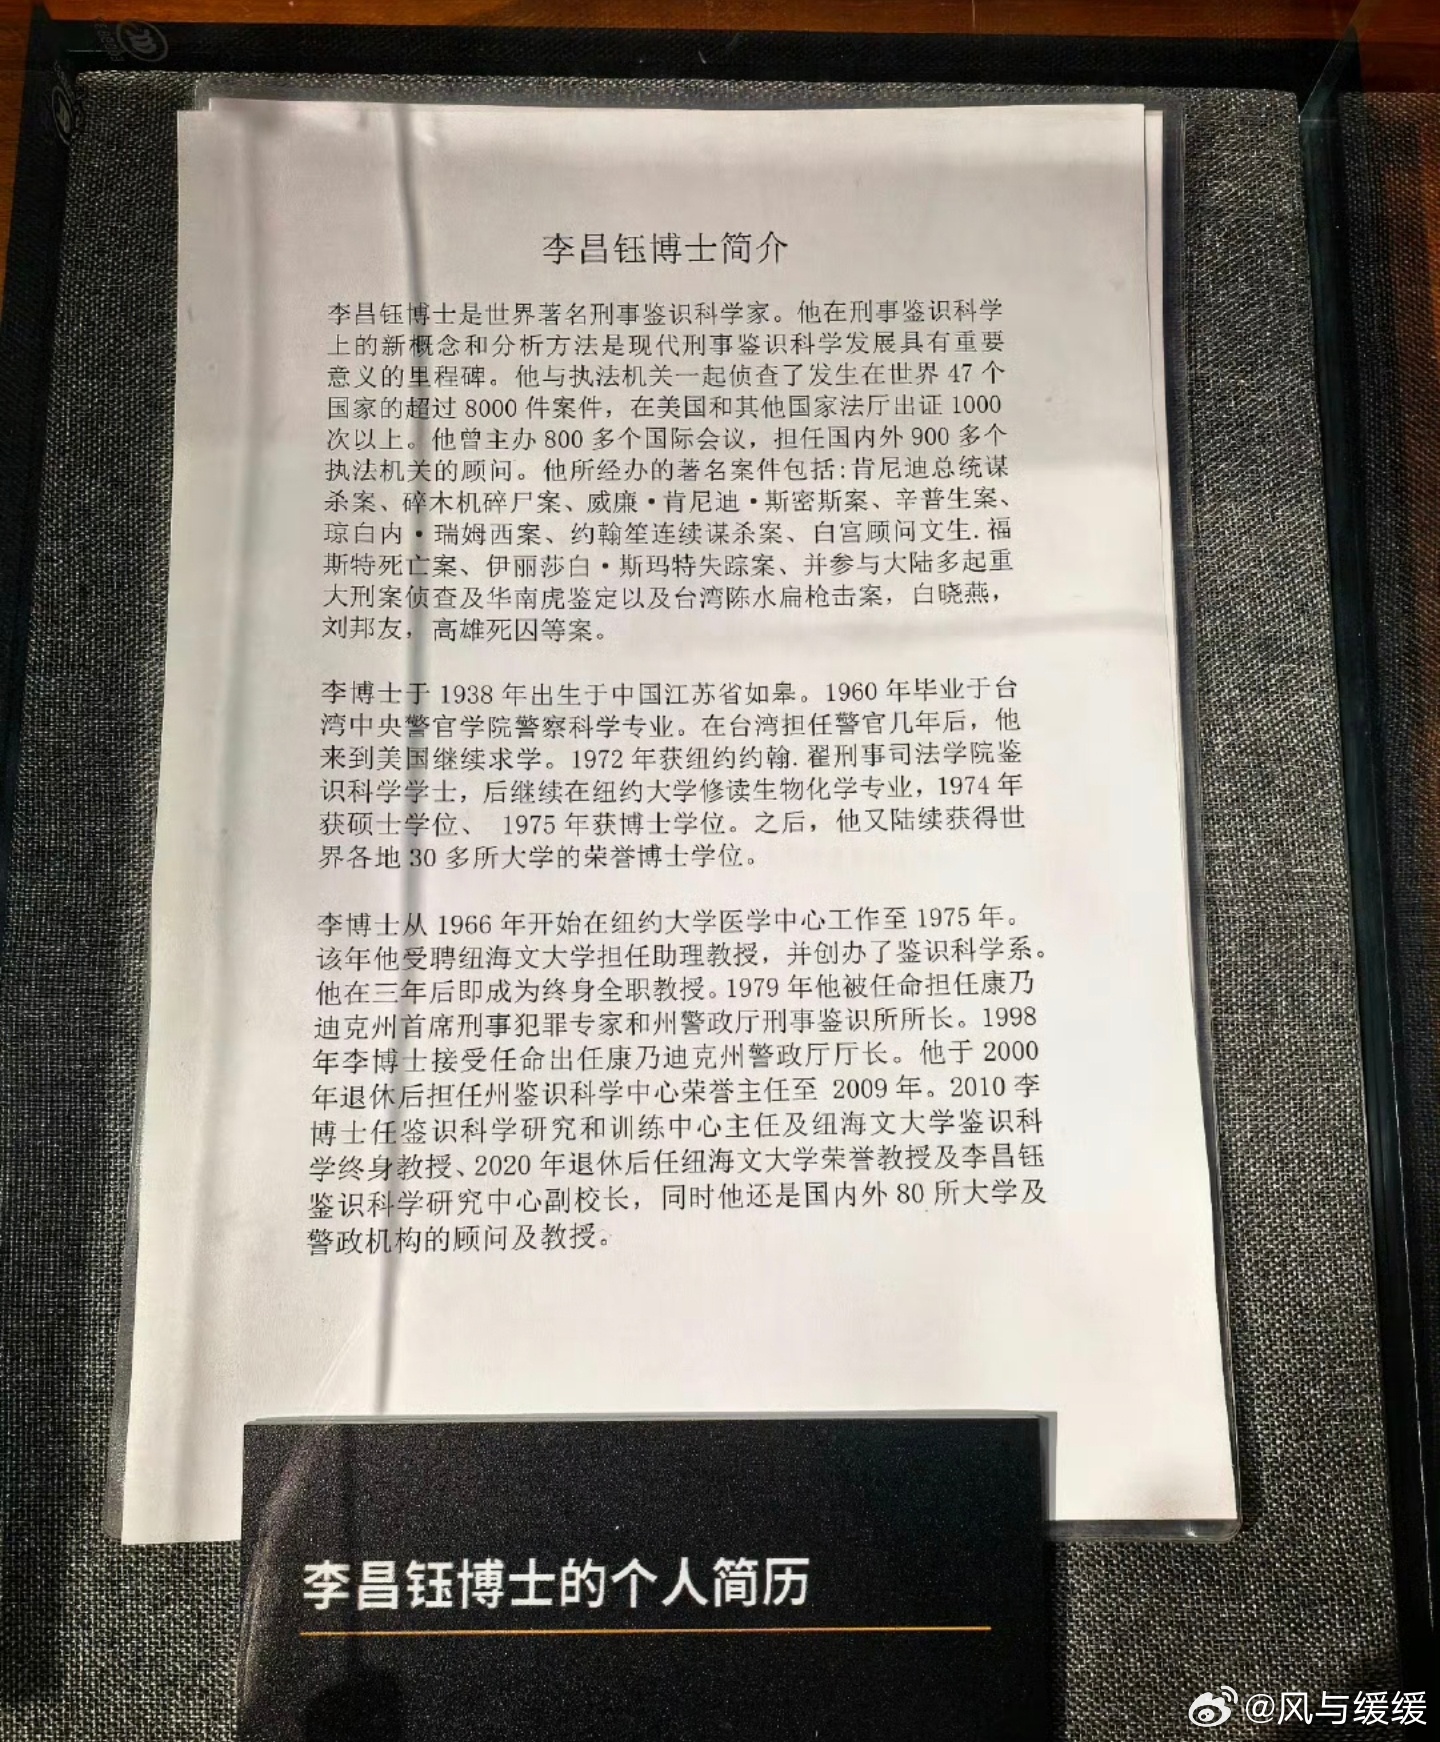 李昌钰博士简介
李昌钰博士是世界著名刑事鉴识科学家。他在刑事鉴识科学
上的新概念和分析方法是现代刑事鉴识科学发展具有重要
意义的里程碑。他与执法机关一起侦查了发生在世界 47 个
国家的超过 8000 件案件，在美国和其他国家法厅出证 1000
次以上。他曾主办 800 多个国际会议，担任国内外 900 多个
执法机关的顾问。他所经办的著名案件包括:肯尼迪总统谋
杀案、碎木机碎尸案、威廉·肯尼迪·斯密斯案、辛普生案、
琼白内·瑞姆西案、约翰笙连续谋杀案、白宫顾问文生.福
斯特死亡案、伊丽莎白·斯玛特失踪案、并参与大陆多起重
大刑案侦查及华南虎鉴定以及台湾陈水扁枪击案，白晓燕，
刘邦友，高雄死囚等案。
李博士于 1938 年出生于中国江苏省如皋。1960 年毕业于台
湾中央警官学院警察科学专业。在台湾担任警官几年后，他
来到美国继续求学。1972 年获纽约约翰.翟刑事司法学院鉴
识科学学士，后继续在纽约大学修读生物化学专业，1974 年
获硕士学位、 1975 年获博士学位。之后，他又陆续获得世
界各地 30 多所大学的荣誉博士学位。
李博士从 1966 年开始在纽约大学医学中心工作至 1975 年。
该年他受聘纽海文大学担任助理教授，并创办了鉴识科学系。
他在三年后即成为终身全职教授。1979 年他被任命担任康乃
迪克州首席刑事犯罪专家和州警政厅刑事鉴识所所长。1998
年李博士接受任命出任康乃迪克州警政厅厅长。他于 2000
年退休后担任州鉴识科学中心荣誉主任至 2009 年。2010 李
博士任鉴识科学研究和训练中心主任及纽海文大学鉴识科
学终身教授、2020 年退休后任纽海文大学荣誉教授及李昌钰
鉴识科学研究中心副校长，同时他还是国内外 80 所大学及
警政机构的顾问及教授。
李昌钰博士的个人简历
@风与缓缓